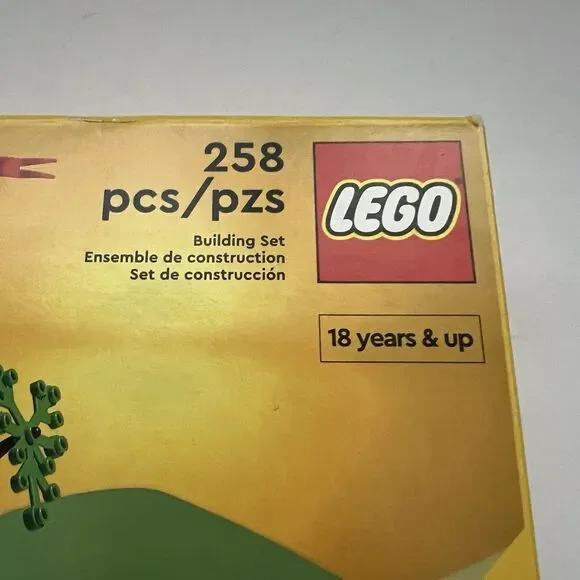 258
pcs/pzs
Building Set
Ensemble de construction
Set de construcción
LEGO
18 years & up